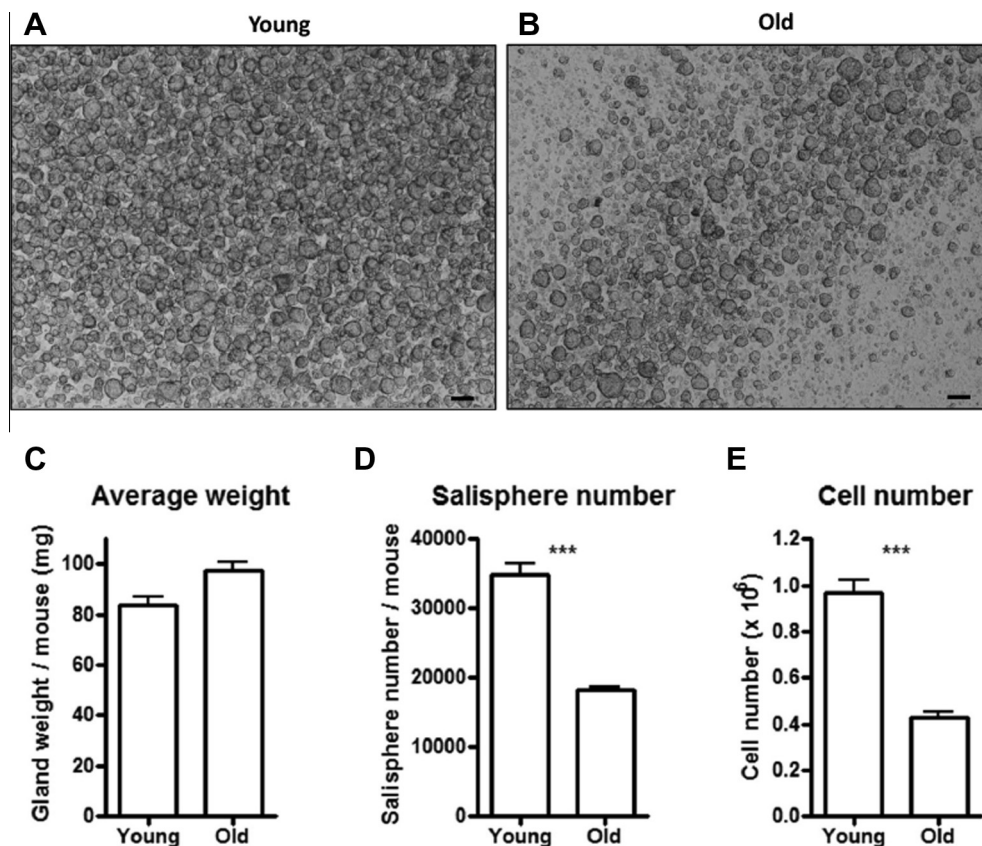 A
Young
B
Old
C
Average weight
Gland weight / mouse (mg)
100
80
60
40
20
0
Young
Old
D
Salisphere number
Salisphere number / mouse
40000
30000
20000
10000
0
***
Young
Old
E
Cell number
Cell number (x 10⁶)
1.2
1.0
0.8
0.6
0.4
0.2
0.0
***
Young
Old